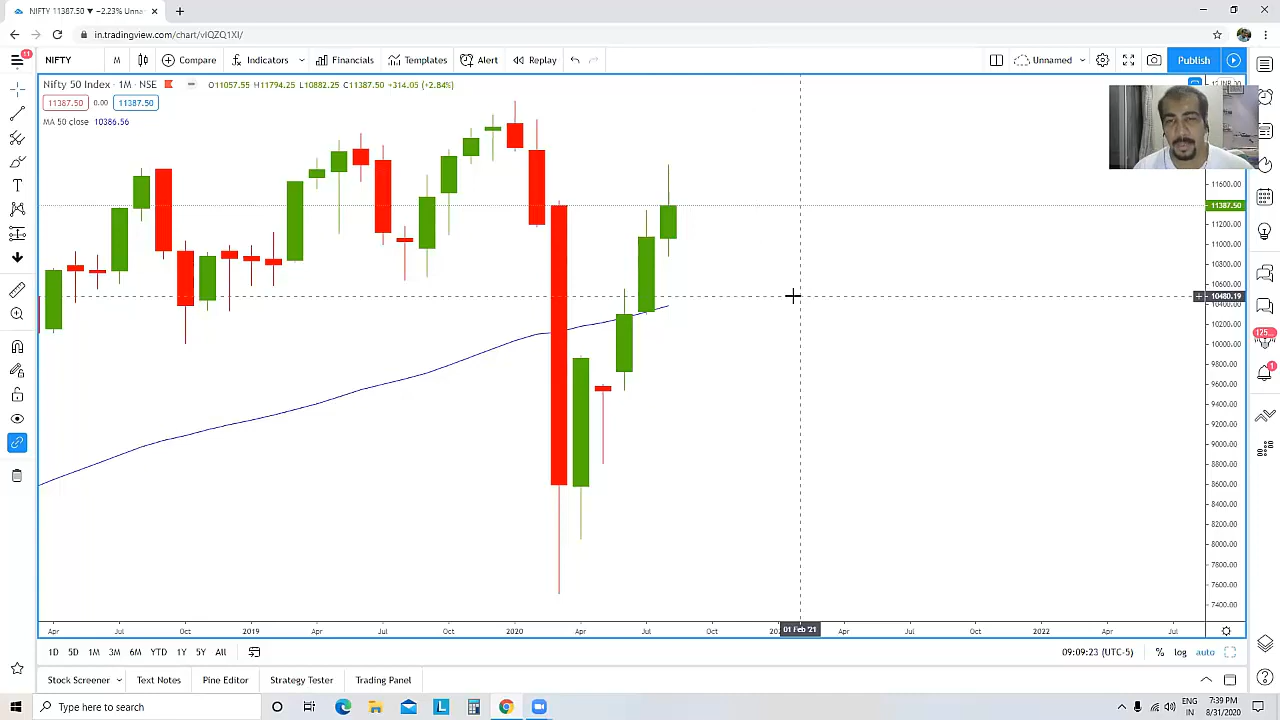 NIFTY 11387.50 ▼ −2.23% Unna
in.tradingview.com/chart/vIQZQ1XI/
11
NIFTY M Compare Indicators Financials Templates Alert Replay Unnamed Publish
Nifty 50 Index · 1M · NSE O11057.55 H11794.25 L10882.25 C11387.50 +314.05 (+2.84%)
11387.50 0.00 11387.50
MA 50 close 10386.56
11600.00
11387.50
11200.00
11000.00
10800.00
10600.00
10480.19
10400.00
10200.00
10000.00
9800.00
9600.00
9400.00
9200.00
9000.00
8800.00
8600.00
8400.00
8200.00
8000.00
7800.00
7600.00
7400.00
125...
1
Apr Jul Oct 2019 Apr Jul Oct 2020 Apr Jul Oct 01 Feb '21 Apr Jul Oct 2022 Apr Jul
1D 5D 1M 3M 6M YTD 1Y 5Y All 09:09:23 (UTC-5) % log auto
Stock Screener Text Notes Pine Editor Strategy Tester Trading Panel
Type here to search L ENG 7:39 PM
IN 8/31/2020